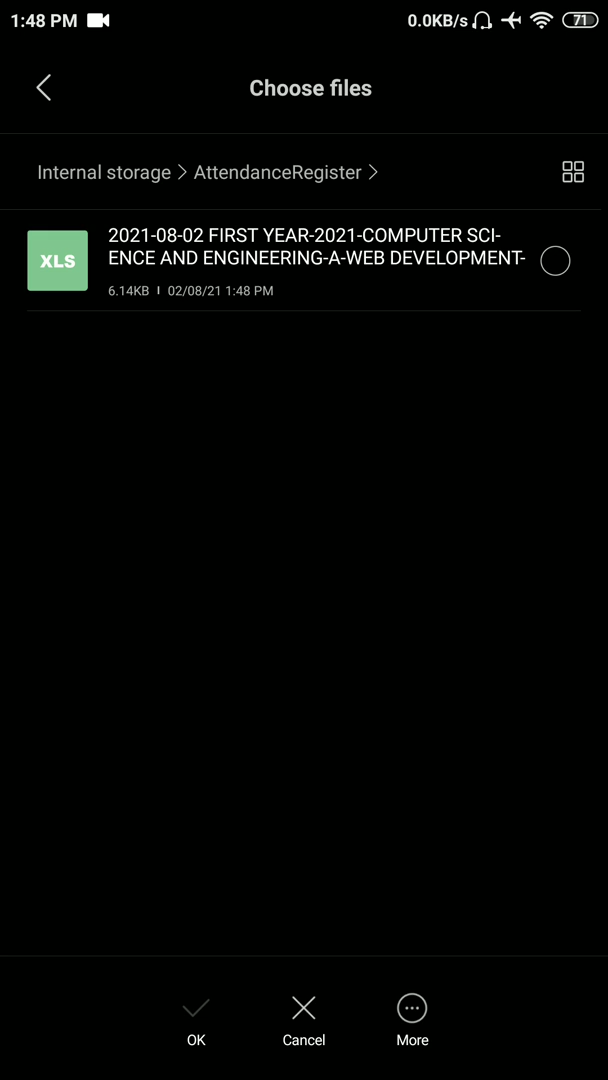 1:48 PM 0.0KB/s 71
Choose files
Internal storage > AttendanceRegister >
XLS
2021-08-02 FIRST YEAR-2021-COMPUTER SCI-
ENCE AND ENGINEERING-A-WEB DEVELOPMENT-
6.14KB I 02/08/21 1:48 PM
OK Cancel More